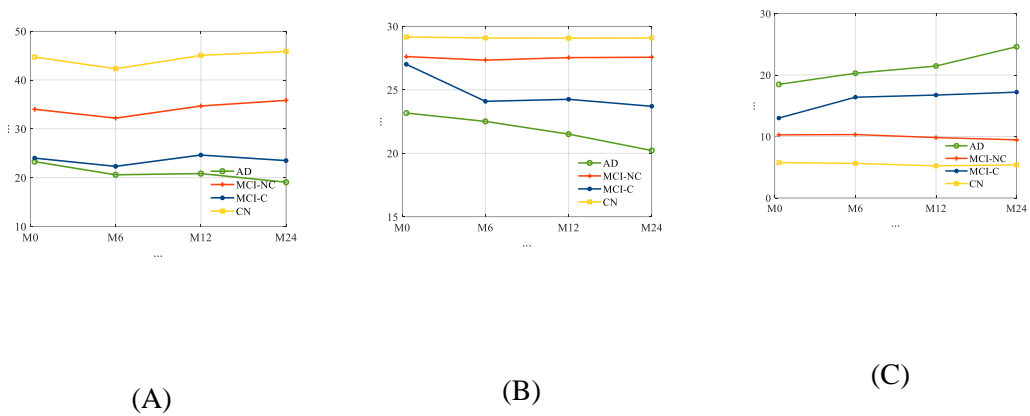 50
40
30
20
10
...
AD
MCI-NC
MCI-C
CN
M0 M6 M12 M24
...
(A)
30
25
20
15
...
AD
MCI-NC
MCI-C
CN
M0 M6 M12 M24
...
(B)
30
20
10
0
...
AD
MCI-NC
MCI-C
CN
M0 M6 M12 M24
...
(C)